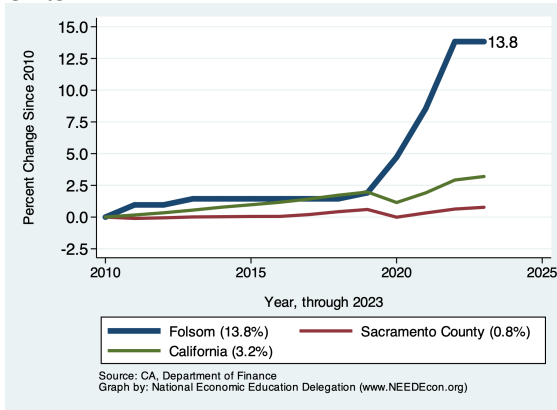 15.0
12.5
10.0
7.5
5.0
2.5
0.0
-2.5
Percent Change Since 2010
13.8
2010 2015 2020 2025
Year, through 2023
Folsom (13.8%) Sacramento County (0.8%)
California (3.2%)
Source: CA, Department of Finance
Graph by: National Economic Education Delegation (www.NEEDEcon.org)